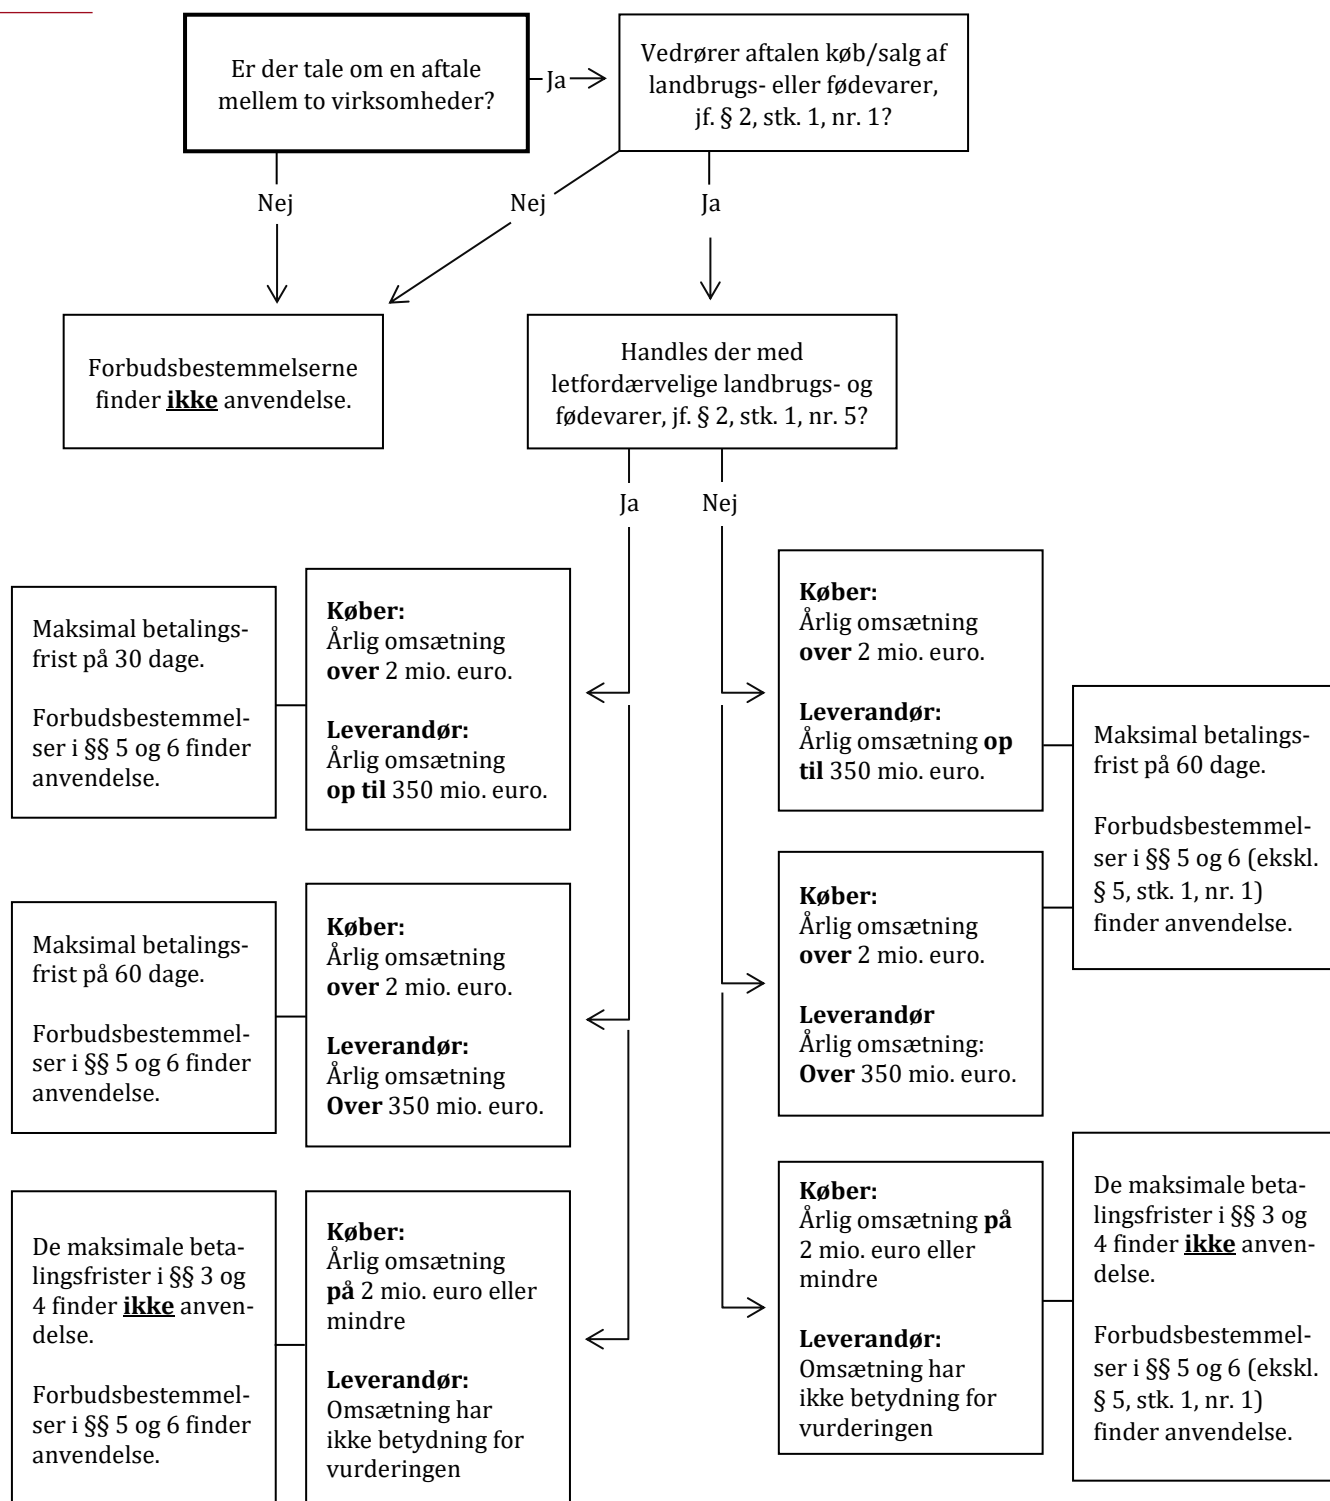 Er der tale om en aftale
mellem to virksomheder?
Ja
Vedrører aftalen køb/salg af
landbrugs- eller fødevarer,
jf. § 2, stk. 1, nr. 1?
Nej
Nej
Ja
Forbudsbestemmelserne
finder ikke anvendelse.
Handles der med
letfordærvelige landbrugs- og
fødevarer, jf. § 2, stk. 1, nr. 5?
Ja
Nej
Maksimal betalings-
frist på 30 dage.
Forbudsbestemmel-
ser i §§ 5 og 6 finder
anvendelse.
Køber:
Årlig omsætning
over 2 mio. euro.
Leverandør:
Årlig omsætning
op til 350 mio. euro.
Køber:
Årlig omsætning
over 2 mio. euro.
Leverandør:
Årlig omsætning op
til 350 mio. euro.
Maksimal betalings-
frist på 60 dage.
Forbudsbestemmel-
ser i §§ 5 og 6 (ekskl.
§ 5, stk. 1, nr. 1)
finder anvendelse.
Maksimal betalings-
frist på 60 dage.
Forbudsbestemmel-
ser i §§ 5 og 6 finder
anvendelse.
Køber:
Årlig omsætning
over 2 mio. euro.
Leverandør:
Årlig omsætning
Over 350 mio. euro.
Køber:
Årlig omsætning
over 2 mio. euro.
Leverandør
Årlig omsætning:
Over 350 mio. euro.
De maksimale beta-
lingsfrister i §§ 3 og
4 finder ikke anven-
delse.
Forbudsbestemmel-
ser i §§ 5 og 6 finder
anvendelse.
Køber:
Årlig omsætning
på 2 mio. euro eller
mindre
Leverandør:
Omsætning har
ikke betydning for
vurderingen
Køber:
Årlig omsætning på
2 mio. euro eller
mindre
Leverandør:
Omsætning har
ikke betydning for
vurderingen
De maksimale beta-
lingsfrister i §§ 3 og
4 finder ikke anven-
delse.
Forbudsbestemmel-
ser i §§ 5 og 6 (ekskl.
§ 5, stk. 1, nr. 1)
finder anvendelse.